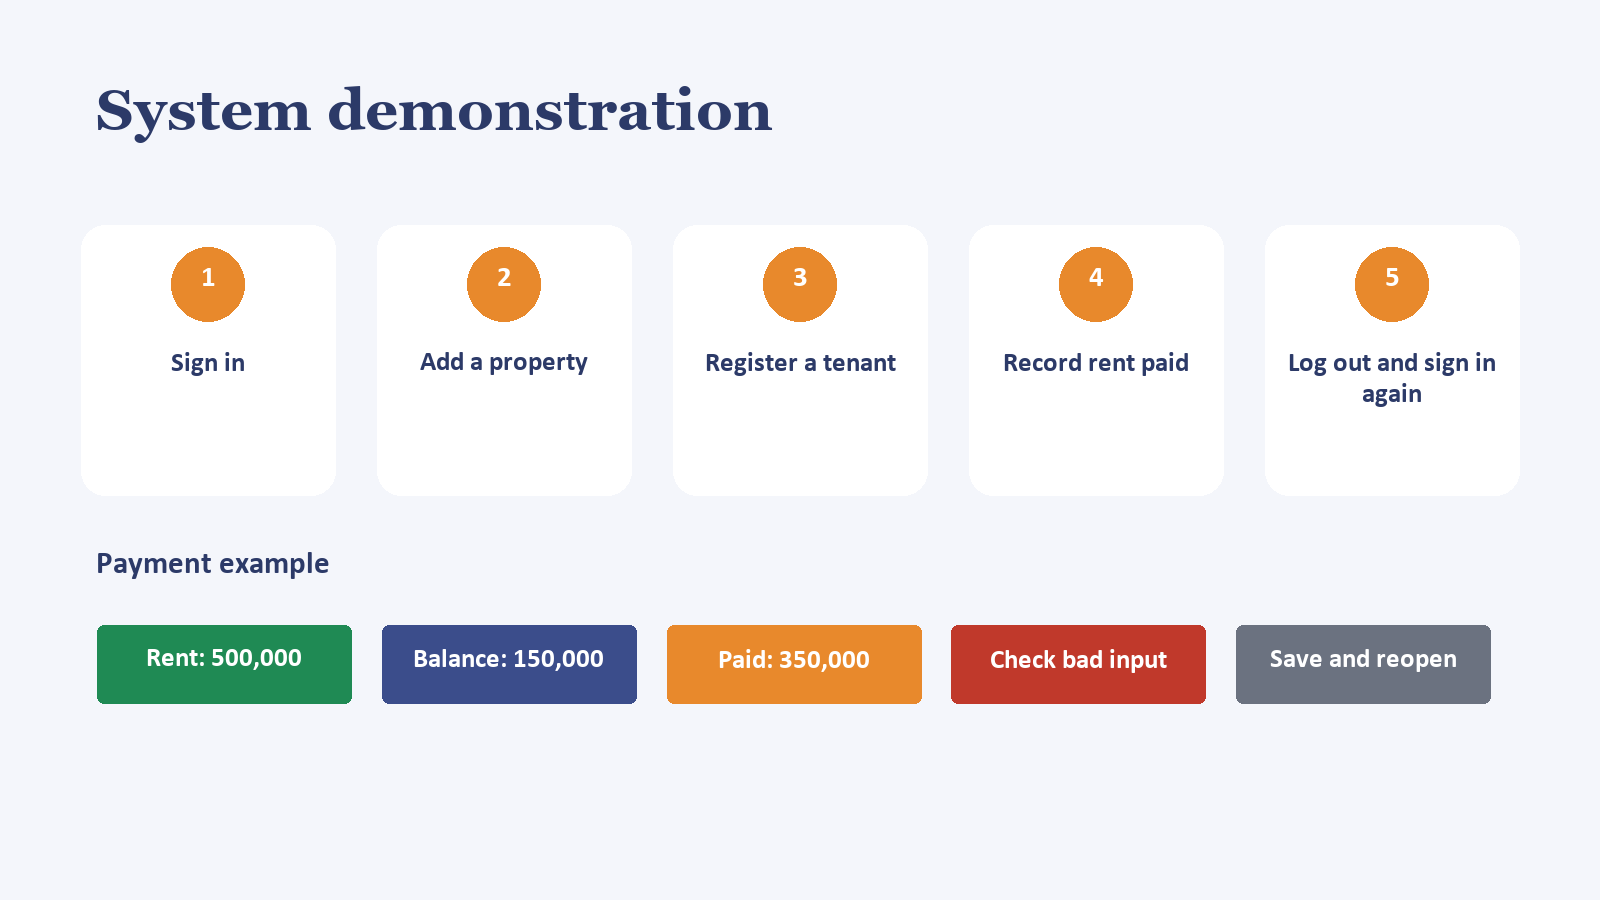 System demonstration
1
Sign in
2
Add a property
3
Register a tenant
4
Record rent paid
5
Log out and sign in
again
Payment example
Rent: 500,000
Balance: 150,000
Paid: 350,000
Check bad input
Save and reopen